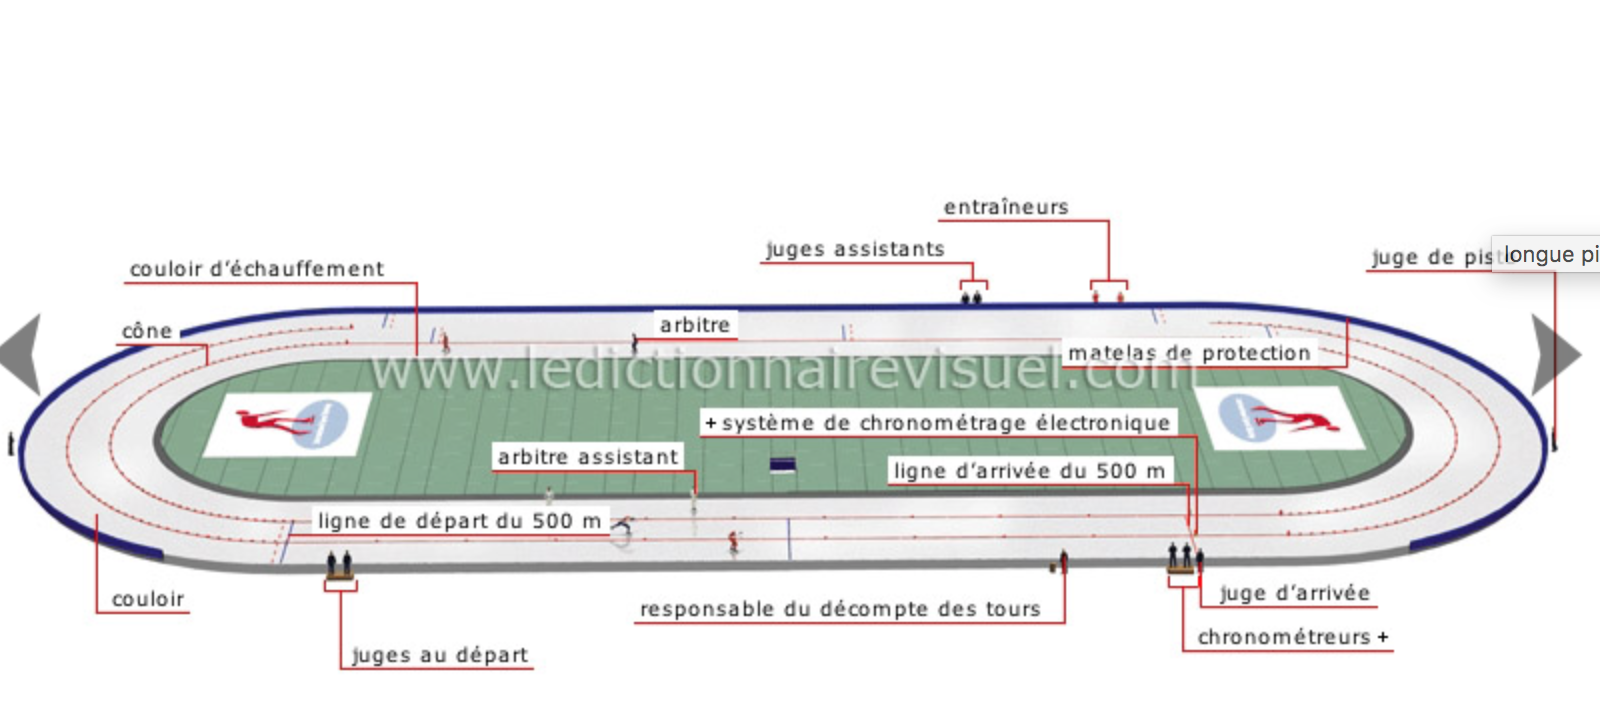 entraîneurs
juges assistants
juge de pis
longue pi
couloir d'échauffement
cône
arbitre
matelas de protection
www.ledictionnairevisuel.com
+ système de chronométrage électronique
arbitre assistant
ligne d'arrivée du 500 m
ligne de départ du 500 m
couloir
juge d'arrivée
responsable du décompte des tours
chronométreurs +
juges au départ